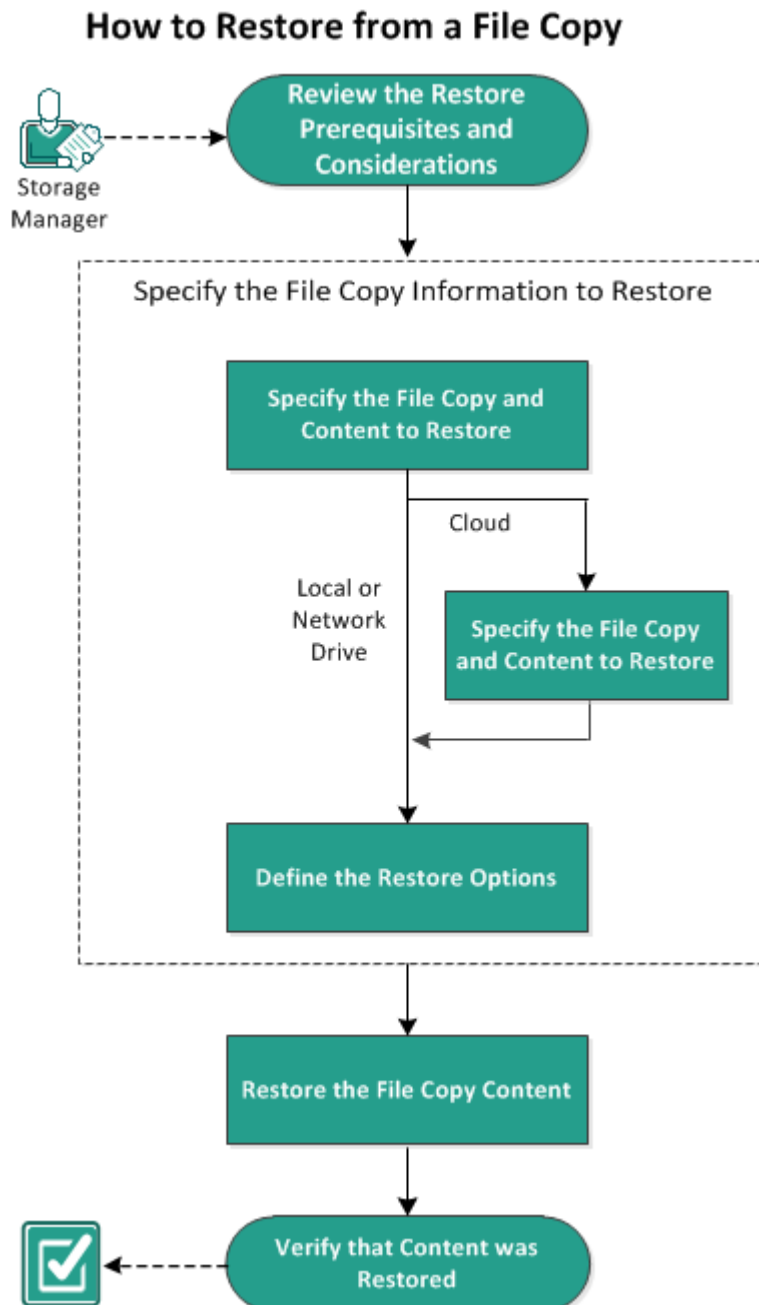 How to Restore from a File Copy
Storage
Manager
Review the Restore
Prerequisites and
Considerations
Specify the File Copy Information to Restore
Specify the File Copy and
Content to Restore
Cloud
Local or
Network
Drive
Specify the File Copy
and Content to Restore
Define the Restore Options
Restore the File Copy Content
Verify that Content was
Restored